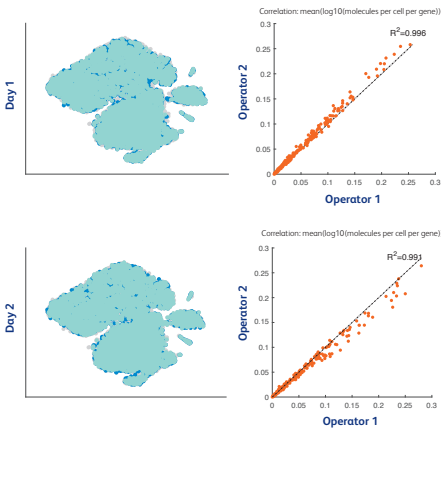 Correlation: mean(log10(molecules per cell per gene))
0.3
R2=0.996
0.25
0.2
0.15
0.1
0.05
0
0 0.05 0.1 0.15 0.2 0.25 0.3
Day 1
Operator 2
Operator 1
Correlation: mean(log10(molecules per cell per gene)
0.3
R2=0.991
0.25
0.2
0.15
0.1
0.05
0
0 0.05 0.1 0.15 0.2 0.25 0.3
Day 2
Operator 2
Operator 1